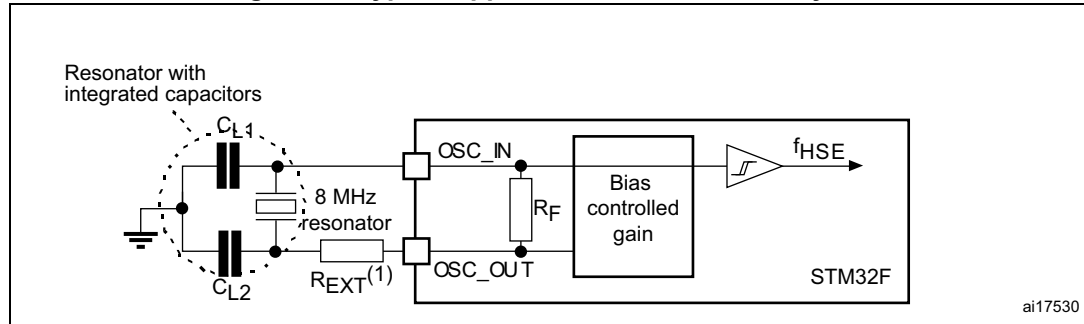 Resonator with
integrated capacitors
CL1
OSC_IN
fHSE
8 MHz
resonator
RF
Bias
controlled
gain
REXT(1)
OSC_OUT
STM32F
CL2
ai17530